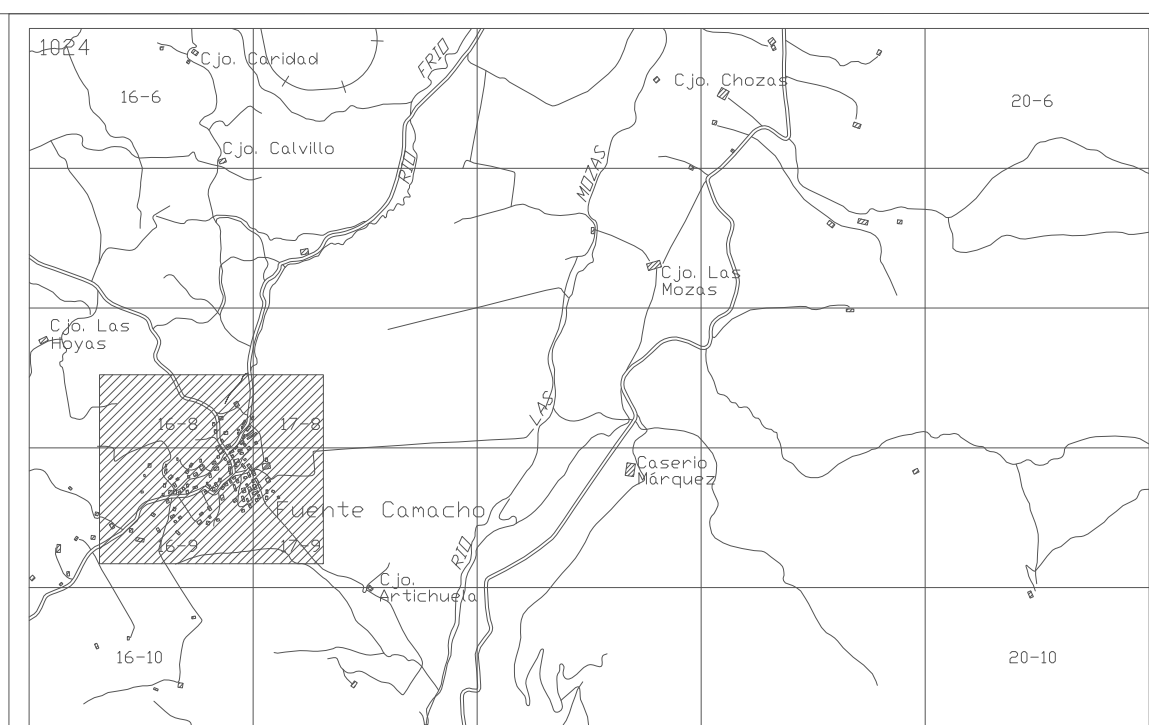 1024
Cjo. Caridad
16-6
Cjo. Calvillo
FRIO
RIO
Cjo. Chozas
20-6
MOZAS
Cjo. Las
Mozas
Cjo. Las
Hoyas
LAS
16-8
17-8
Caserio
Márquez
Fuente Camacho
16-9
17-9
RIO
Cjo.
Artichuela
16-10
20-10